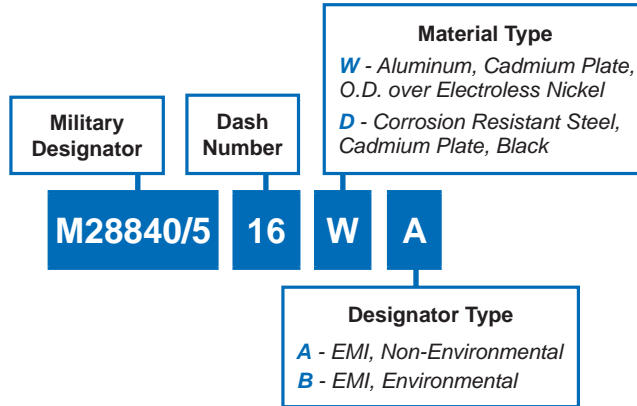 Material Type
W - Aluminum, Cadmium Plate,
O.D. over Electroless Nickel
D - Corrosion Resistant Steel,
Cadmium Plate, Black
Military
Designator
Dash
Number
M28840/5
16
W
A
Designator Type
A - EMI, Non-Environmental
B - EMI, Environmental